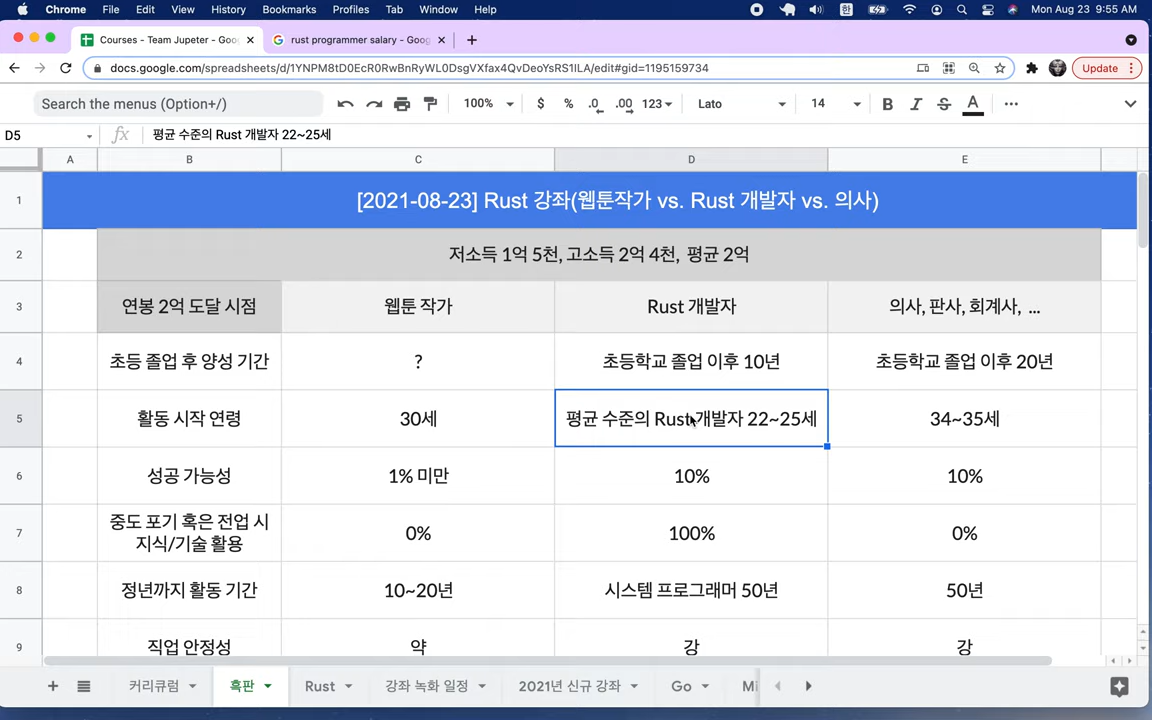 Chrome File Edit View History Bookmarks Profiles Tab Window Help 한 Mon Aug 23 9:55 AM
Courses - Team Jupeter - Goo
rust programmer salary - Goog
docs.google.com/spreadsheets/d/1YNPM8tD0EcR0RwBnRyWL0DsgVXfax4QvDeoYsRS1ILA/edit#gid=1195159734
Update
Search the menus (Option+/)
100% $ % .0 .00 123 Lato 14 B I S A
D5 fx 평균 수준의 Rust 개발자 22~25세
A B C D E
1 [2021-08-23] Rust 강좌(웹툰작가 vs. Rust 개발자 vs. 의사)
2 저소득 1억 5천, 고소득 2억 4천, 평균 2억
3 연봉 2억 도달 시점 웹툰 작가 Rust 개발자 의사, 판사, 회계사, ...
4 초등 졸업 후 양성 기간 ? 초등학교 졸업 이후 10년 초등학교 졸업 이후 20년
5 활동 시작 연령 30세 평균 수준의 Rust 개발자 22~25세 34~35세
6 성공 가능성 1% 미만 10% 10%
7 중도 포기 혹은 전업 시
지식/기술 활용 0% 100% 0%
8 정년까지 활동 기간 10~20년 시스템 프로그래머 50년 50년
9 직업 안정성 약 강 강
커리큘럼 흑판 Rust 강좌 녹화 일정 2021년 신규 강좌 Go Mi